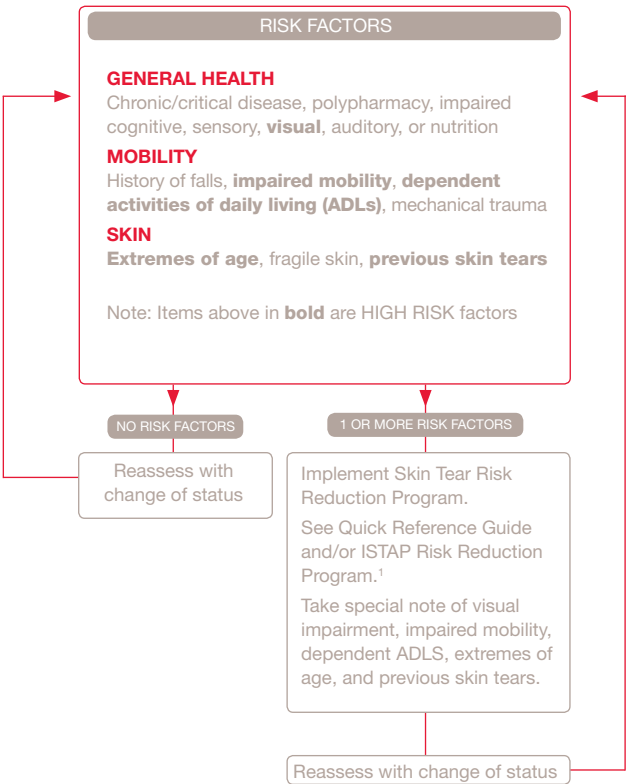 RISK FACTORS
GENERAL HEALTH
Chronic/critical disease, polypharmacy, impaired
cognitive, sensory, visual, auditory, or nutrition
MOBILITY
History of falls, impaired mobility, dependent
activities of daily living (ADLs), mechanical trauma
SKIN
Extremes of age, fragile skin, previous skin tears
Note: Items above in bold are HIGH RISK factors
NO RISK FACTORS
Reassess with
change of status
1 OR MORE RISK FACTORS
Implement Skin Tear Risk
Reduction Program.
See Quick Reference Guide
and/or ISTAP Risk Reduction
Program.¹
Take special note of visual
impairment, impaired mobility,
dependent ADLS, extremes of
age, and previous skin tears.
Reassess with change of status